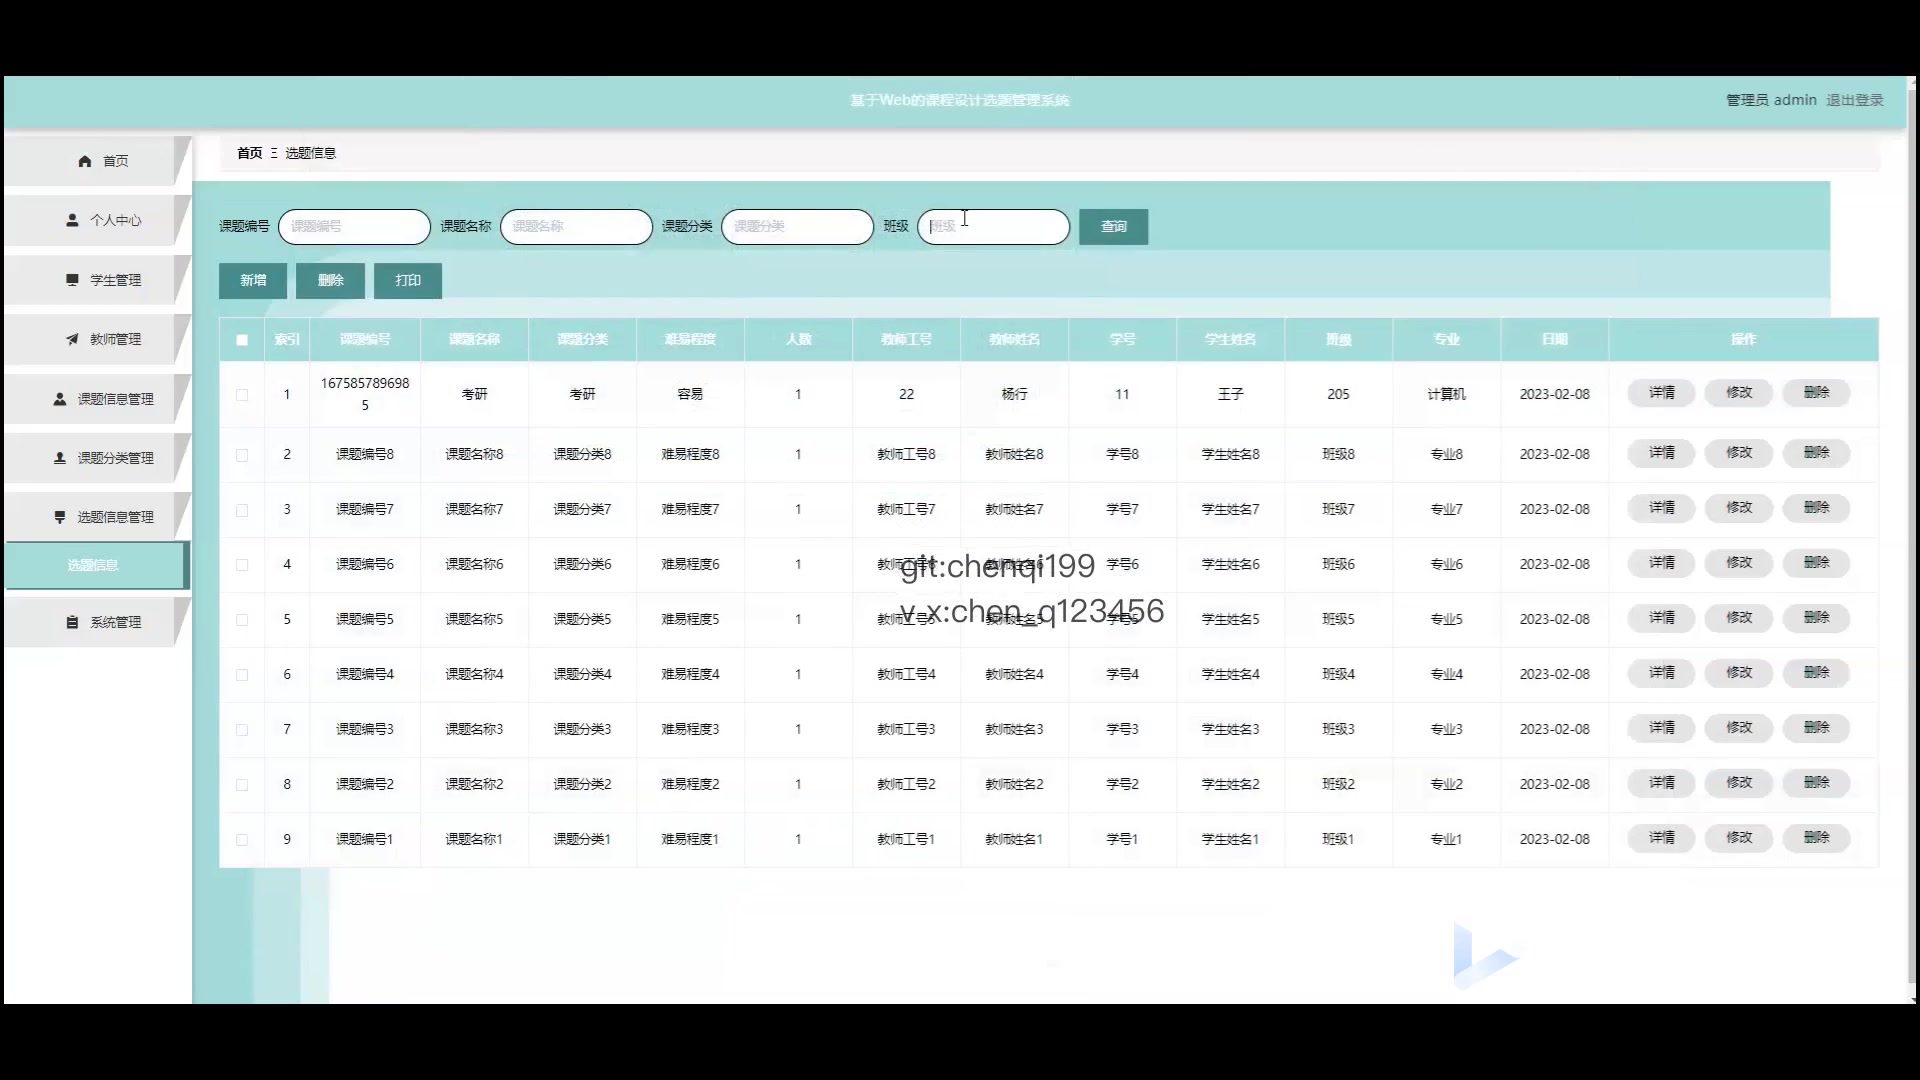 基于Web的课程设计选题管理系统
管理员 admin 退出登录
首页
个人中心
学生管理
教师管理
课题信息管理
课题分类管理
选题信息管理
选题信息
系统管理
首页 Ξ 选题信息
课题编号 课题编号 课题名称 课题名称 课题分类 课题分类 班级 班级 查询
新增 删除 打印
索引 课题编号 课题名称 课题分类 难易程度 人数 教师工号 教师姓名 学号 学生姓名 班级 专业 日期 操作
1 1675857896985 考研 考研 容易 1 22 杨行 11 王子 205 计算机 2023-02-08 详情 修改 删除
2 课题编号8 课题名称8 课题分类8 难易程度8 1 教师工号8 教师姓名8 学号8 学生姓名8 班级8 专业8 2023-02-08 详情 修改 删除
3 课题编号7 课题名称7 课题分类7 难易程度7 1 教师工号7 教师姓名7 学号7 学生姓名7 班级7 专业7 2023-02-08 详情 修改 删除
4 课题编号6 课题名称6 课题分类6 难易程度6 1 教师工号6 教师姓名6 学号6 学生姓名6 班级6 专业6 2023-02-08 详情 修改 删除
git:chenqi199
5 课题编号5 课题名称5 课题分类5 难易程度5 1 教师工号5 教师姓名5 学号5 学生姓名5 班级5 专业5 2023-02-08 详情 修改 删除
v-x:chen_q123456
6 课题编号4 课题名称4 课题分类4 难易程度4 1 教师工号4 教师姓名4 学号4 学生姓名4 班级4 专业4 2023-02-08 详情 修改 删除
7 课题编号3 课题名称3 课题分类3 难易程度3 1 教师工号3 教师姓名3 学号3 学生姓名3 班级3 专业3 2023-02-08 详情 修改 删除
8 课题编号2 课题名称2 课题分类2 难易程度2 1 教师工号2 教师姓名2 学号2 学生姓名2 班级2 专业2 2023-02-08 详情 修改 删除
9 课题编号1 课题名称1 课题分类1 难易程度1 1 教师工号1 教师姓名1 学号1 学生姓名1 班级1 专业1 2023-02-08 详情 修改 删除